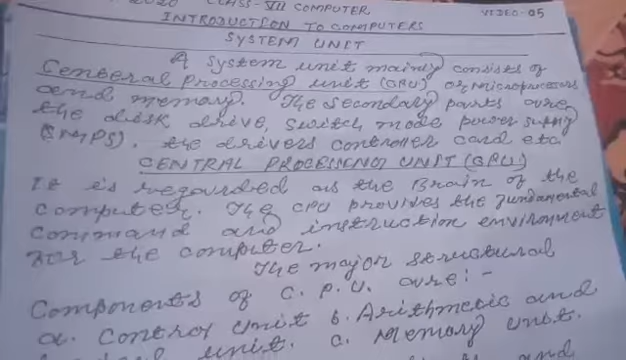 2020 CLASS-VII COMPUTER VIDEO-05
INTRODUCTION TO COMPUTERS
SYSTEM UNIT
A System unit mainly consists of
Centeral Processing unit (CPU) or microprocessors
and memory. The secondary parts are
the disk drive, Switch mode power supply
(SMPS). the drivers controller card etc.
CENTRAL PROCESSING UNIT (CPU)
It is regarded as the Brain of the
computer. The CPU provides the fundamental
command and instruction environment
for the computer.
The major structural
Components of C.P.U. are:-
a. Control Unit b. Arithmetic and
unit. c. Memory Unit.
and